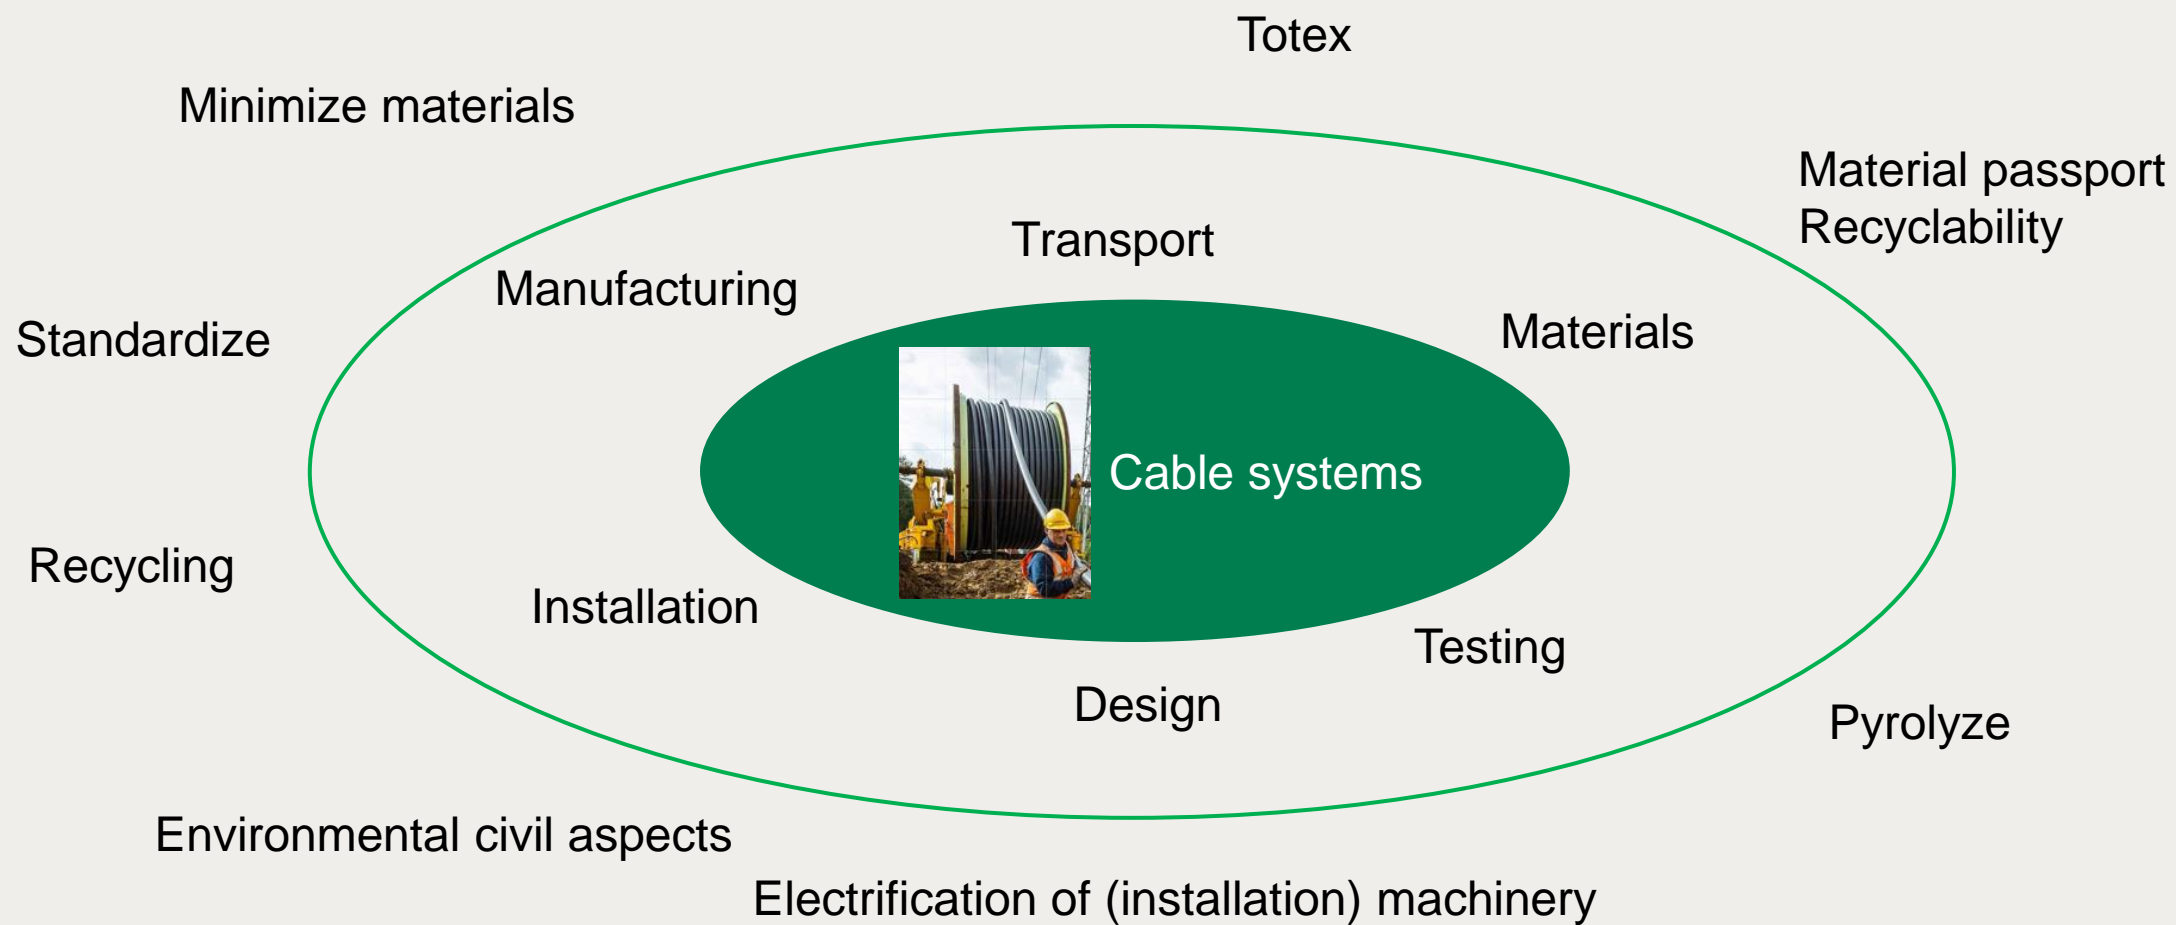 Totex
Minimize materials
Material passport
Recyclability
Transport
Manufacturing
Materials
Standardize
Cable systems
Recycling
Installation
Testing
Design
Pyrolyze
Environmental civil aspects
Electrification of (installation) machinery